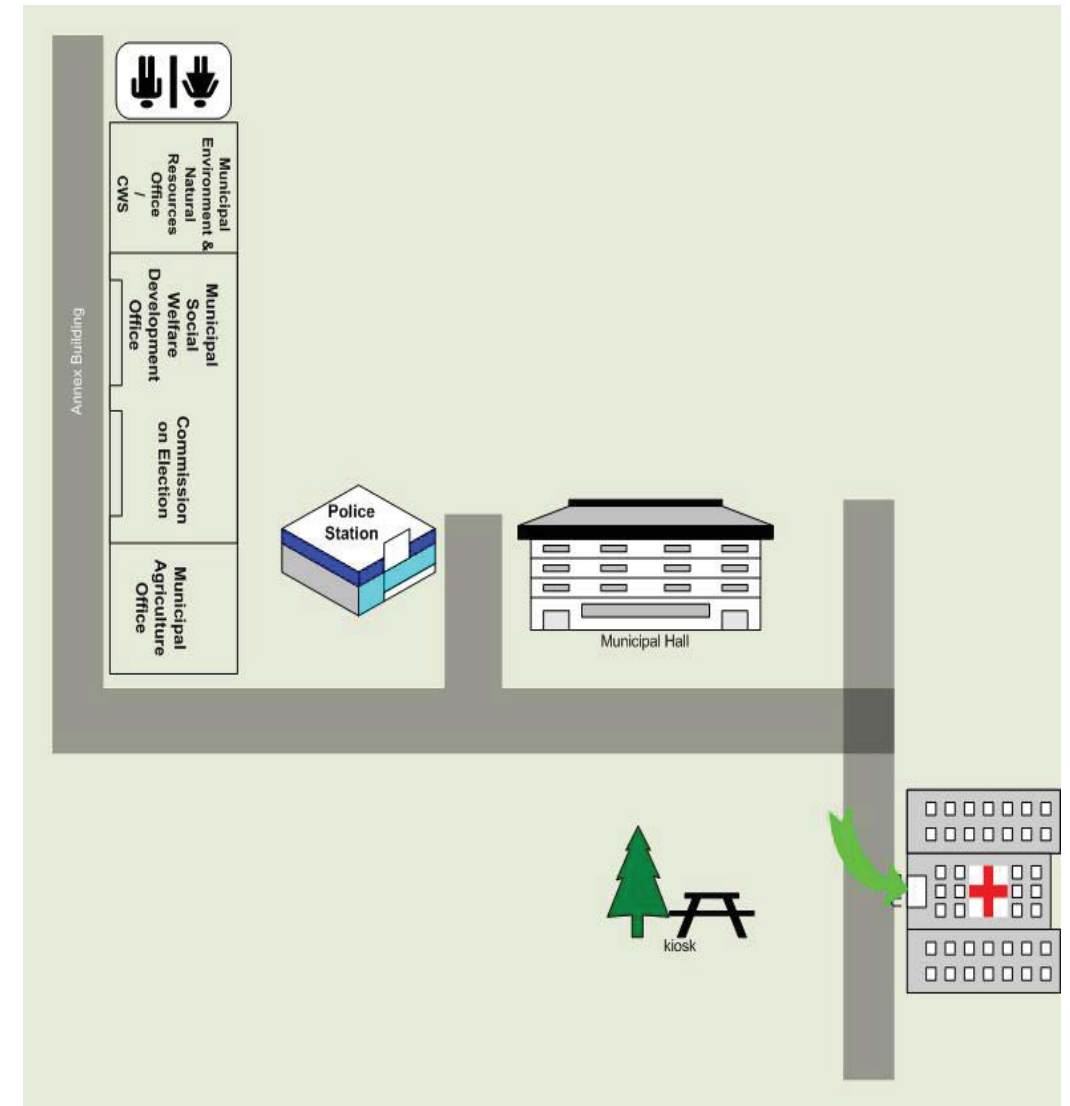 Municipal
Environment &
Natural
Resources
Office
/
CWS
Municipal
Social
Welfare
Development
Office
Annex Building
Commission
on Election
Police
Station
Municipal
Agriculture
Office
Municipal Hall
kiosk